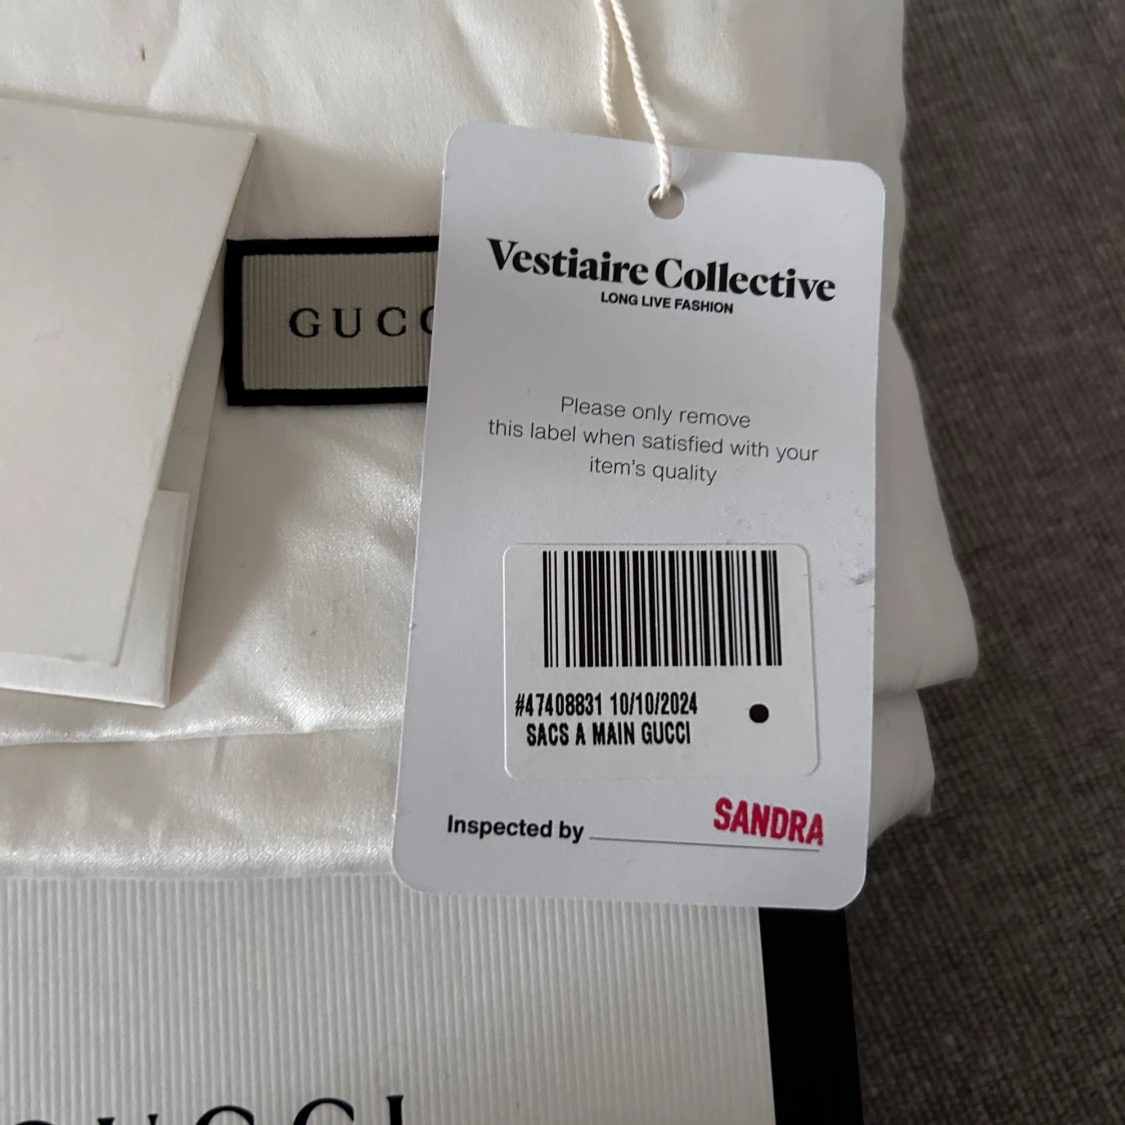 GUCC
Vestiaire Collective
LONG LIVE FASHION
Please only remove
this label when satisfied with your
item's quality
#47408831 10/10/2024
SACS A MAIN GUCCI
Inspected by SANDRA
GUCCI